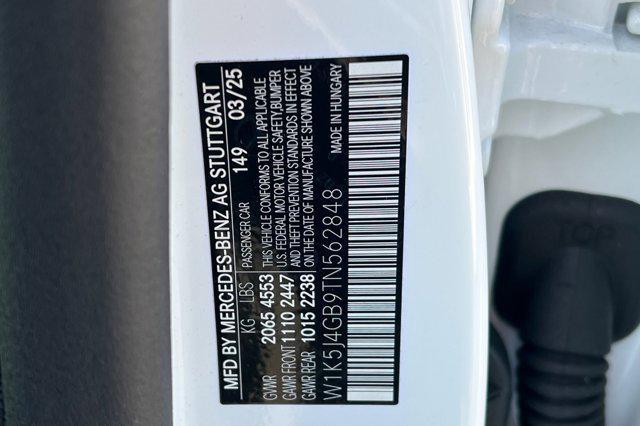 MFD BY MERCEDES-BENZ AG STUTTGART
KG LBS PASSENGER CAR 149 03/25
GVWR 2065 4553 THIS VEHICLE CONFORMS TO ALL APPLICABLE
GAWR FRONT 1110 2447 U.S. FEDERAL MOTOR VEHICLE SAFETY,BUMPER
AND THEFT PREVENTION STANDARDS IN EFFECT
GAWR REAR 1015 2238 ON THE DATE OF MANUFACTURE SHOWN ABOVE
W1K5J4GB9TN562848 MADE IN HUNGARY
TOP